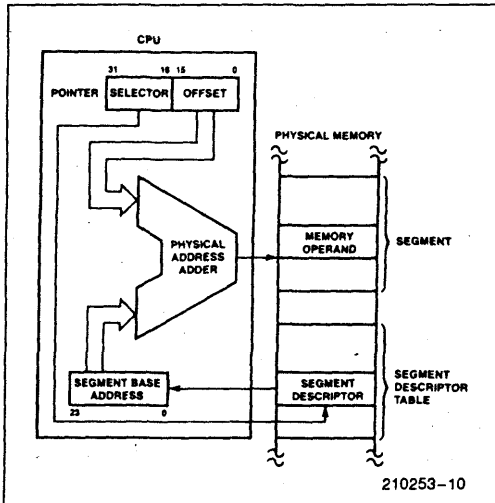 CPU
31 16 15 0
POINTER SELECTOR OFFSET
PHYSICAL MEMORY
PHYSICAL
ADDRESS
ADDER
MEMORY
OPERAND
SEGMENT
SEGMENT BASE
ADDRESS
23 0
SEGMENT
DESCRIPTOR
SEGMENT
DESCRIPTOR
TABLE
210253-10